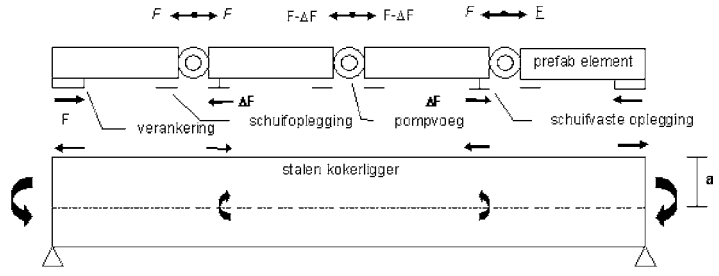 F F F-ΔF F-ΔF F F
prefab element
ΔF ΔF
F verankering schuifoplegging pompvoeg schuifvaste oplegging
stalen kokerligger
a